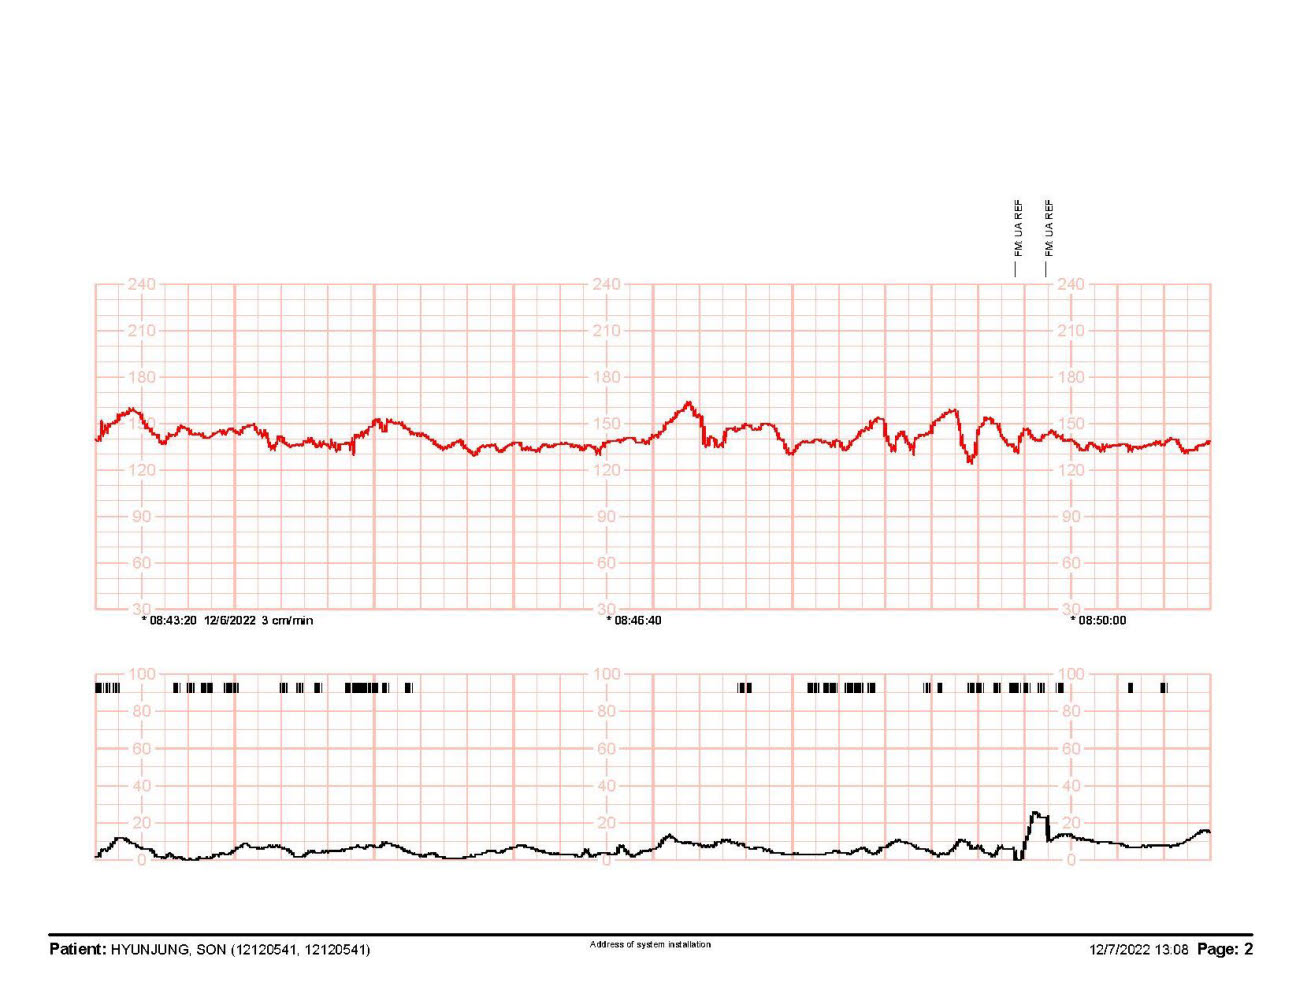 FM: UA REF
FM: UA REF
240 240 240
210 210 210
180 180 180
150 150 150
120 120 120
90 90 90
60 60 60
30 30 30
* 08:43:20 12/6/2022 3 cm/min * 08:46:40 * 08:50:00
100 100 100
80 80 80
60 60 60
40 40 40
20 20 20
0 0 0
Patient: HYUNJUNG, SON (12120541, 12120541) Address of system installation 12/7/2022 13:08 Page: 2